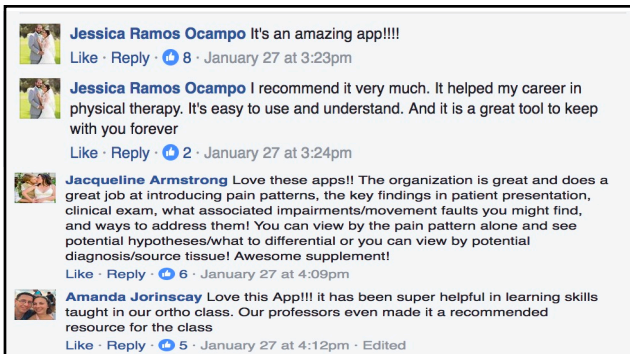 Jessica Ramos Ocampo It's an amazing app!!!!
Like · Reply · 8 · January 27 at 3:23pm
Jessica Ramos Ocampo I recommend it very much. It helped my career in
physical therapy. It's easy to use and understand. And it is a great tool to keep
with you forever
Like · Reply · 2 · January 27 at 3:24pm
Jacqueline Armstrong Love these apps!! The organization is great and does a
great job at introducing pain patterns, the key findings in patient presentation,
clinical exam, what associated impairments/movement faults you might find,
and ways to address them! You can view by the pain pattern alone and see
potential hypotheses/what to differential or you can view by potential
diagnosis/source tissue! Awesome supplement!
Like · Reply · 6 · January 27 at 4:09pm
Amanda Jorinscay Love this App!!! it has been super helpful in learning skills
taught in our ortho class. Our professors even made it a recommended
resource for the class
Like · Reply · 5 · January 27 at 4:12pm · Edited